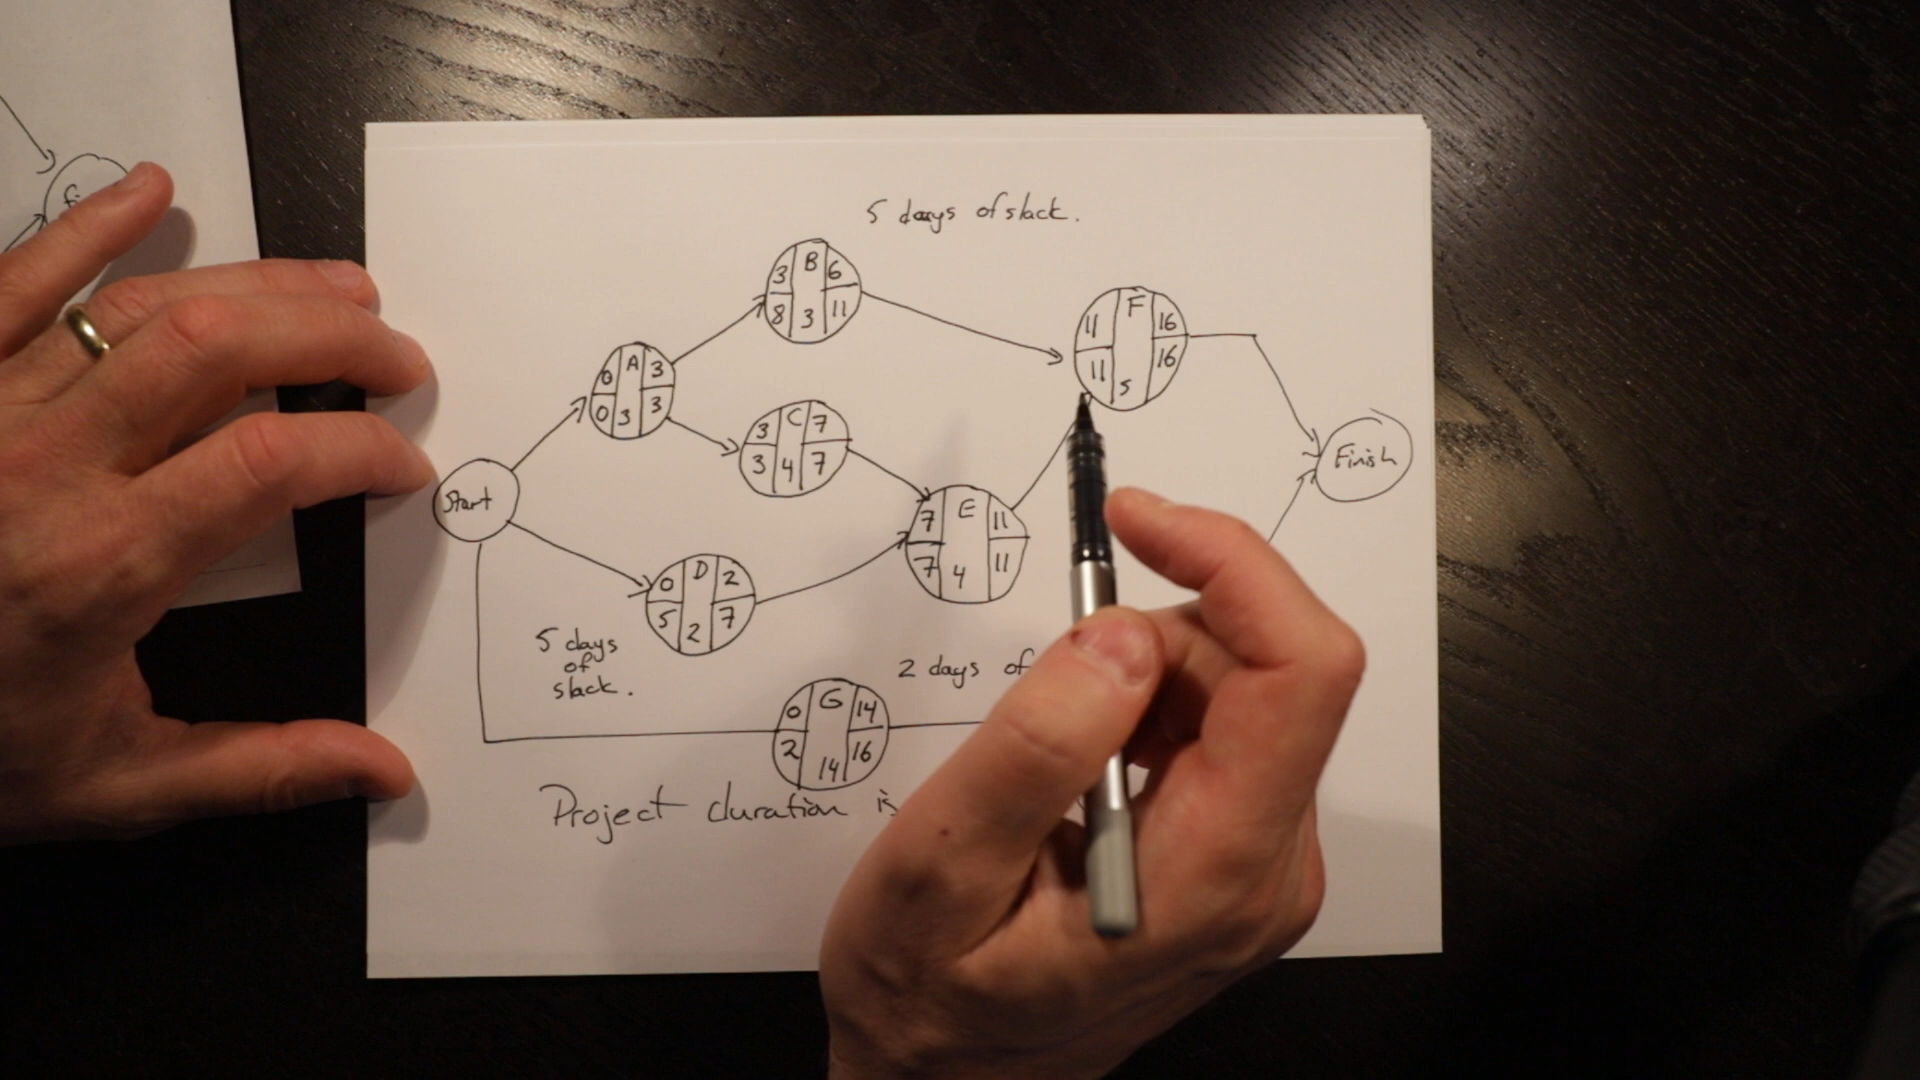 5 days of slack.
3 B 6
8 3 11
11 F 16
11 5 16
0 A 3
0 3 3
3 C 7
3 4 7
Finish
Start
7 E 11
7 4 11
0 D 2
5 2 7
5 days
of
slack.
2 days of
0 G 14
2 14 16
Project duration is